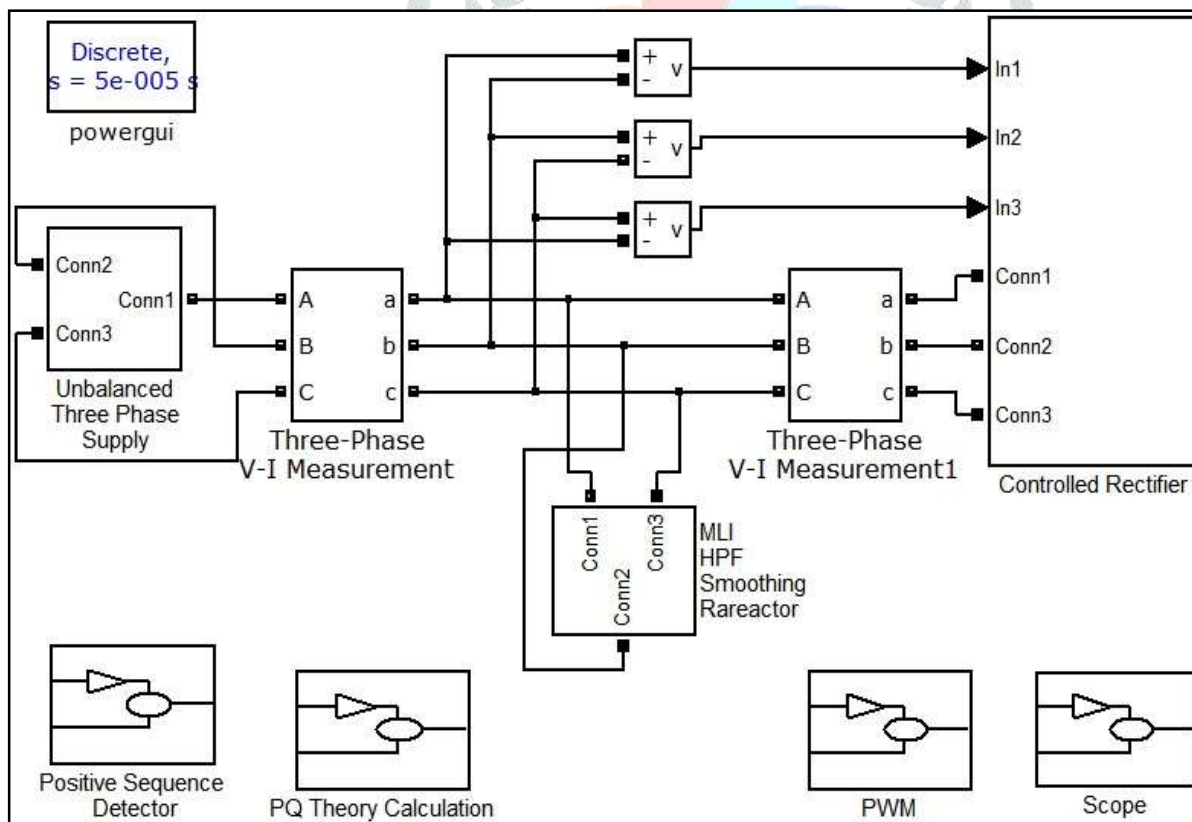 Discrete,
s = 5e-005 s
powergui
+
-
v
In1
+
-
v
In2
+
-
v
In3
Conn2
Conn1
Conn3
Unbalanced
Three Phase
Supply
A
a
B
b
C
c
Three-Phase
V-I Measurement
A
a
B
b
C
c
Three-Phase
V-I Measurement1
Conn1
Conn2
Conn3
Controlled Rectifier
Conn1
Conn3
Conn2
MLI
HPF
Smoothing
Rareactor
Positive Sequence
Detector
PQ Theory Calculation
PWM
Scope